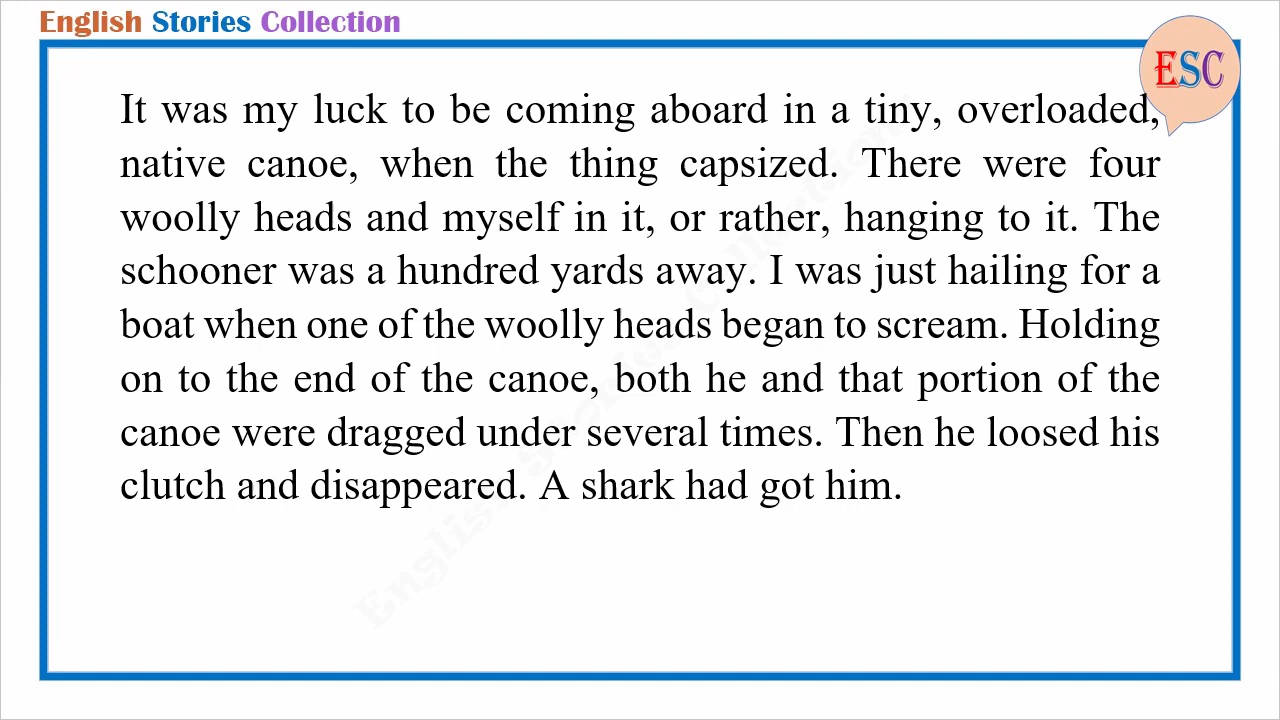 English Stories Collection
ESC
It was my luck to be coming aboard in a tiny, overloaded,
native canoe, when the thing capsized. There were four
woolly heads and myself in it, or rather, hanging to it. The
schooner was a hundred yards away. I was just hailing for a
boat when one of the woolly heads began to scream. Holding
on to the end of the canoe, both he and that portion of the
canoe were dragged under several times. Then he loosed his
clutch and disappeared. A shark had got him.
English Stories Collection